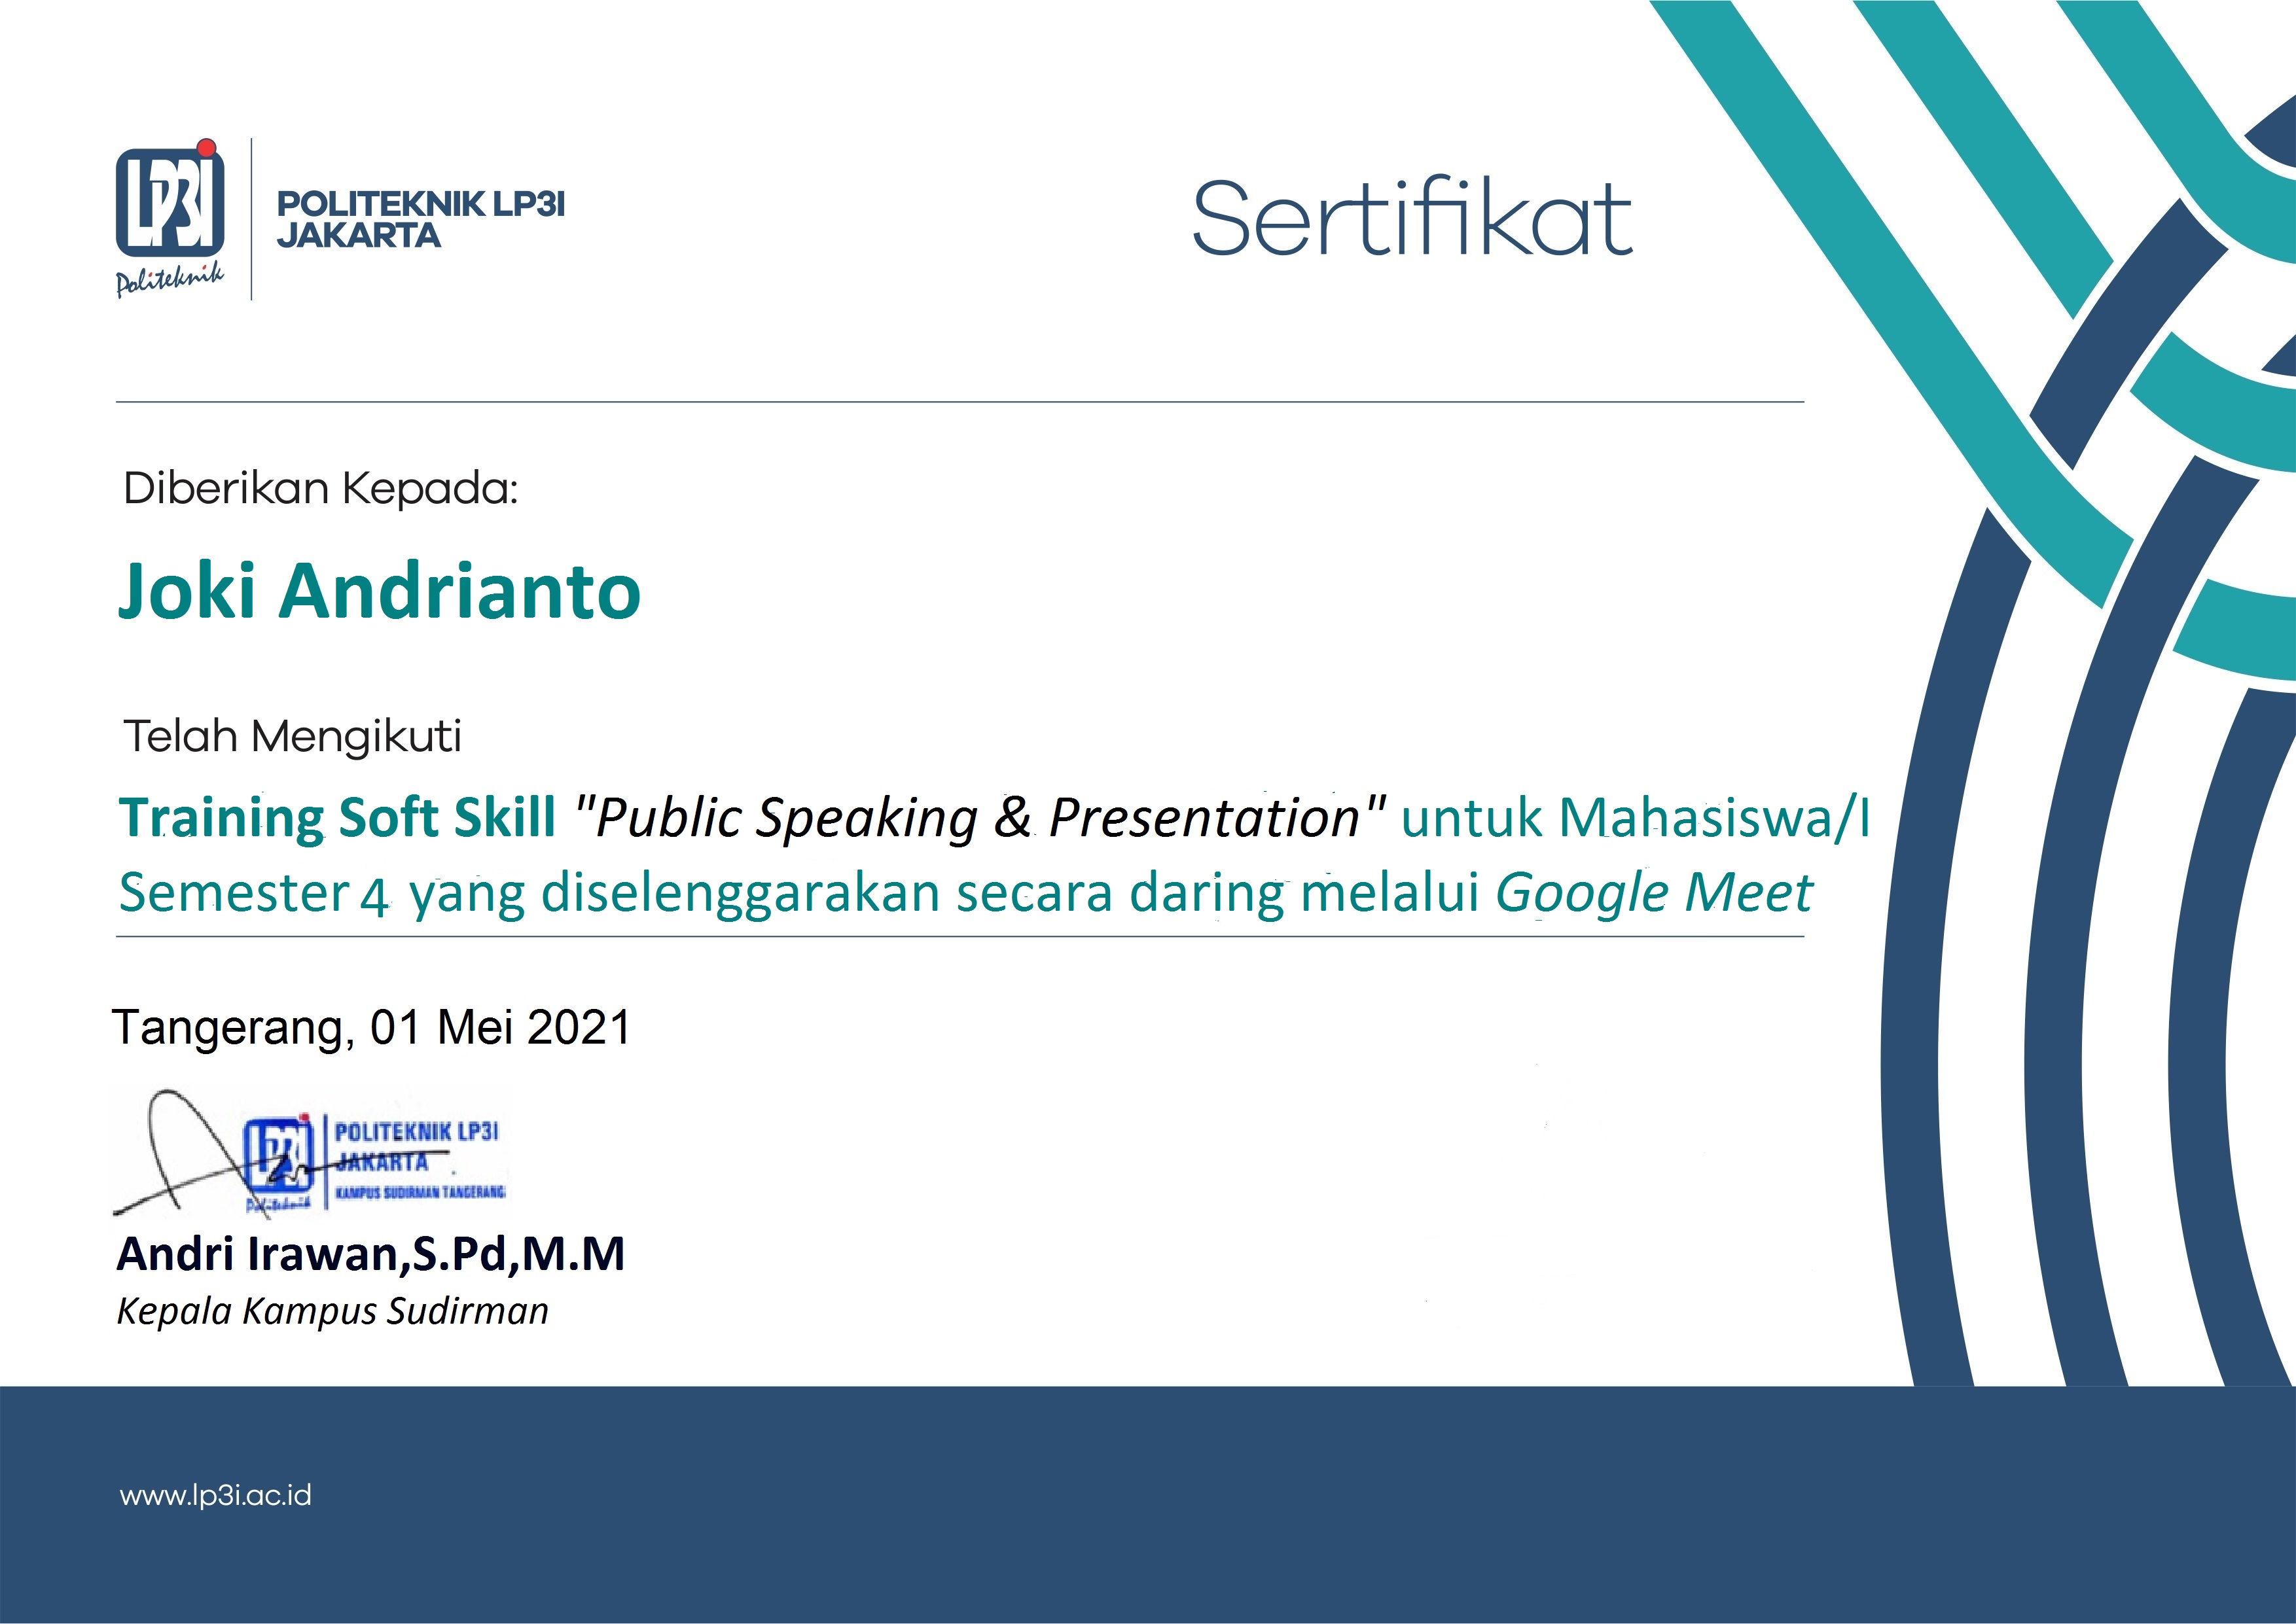 LP3I
Politeknik
POLITEKNIK LP3I
JAKARTA
Sertifikat
Diberikan Kepada:
Joki Andrianto
Telah Mengikuti
Training Soft Skill "Public Speaking & Presentation" untuk Mahasiswa/I
Semester 4 yang diselenggarakan secara daring melalui Google Meet
Tangerang, 01 Mei 2021
LP3I
Politeknik
POLITEKNIK LP3I
JAKARTA
KAMPUS SUDIRMAN TANGERANG
Andri Irawan,S.Pd,M.M
Kepala Kampus Sudirman
www.lp3i.ac.id